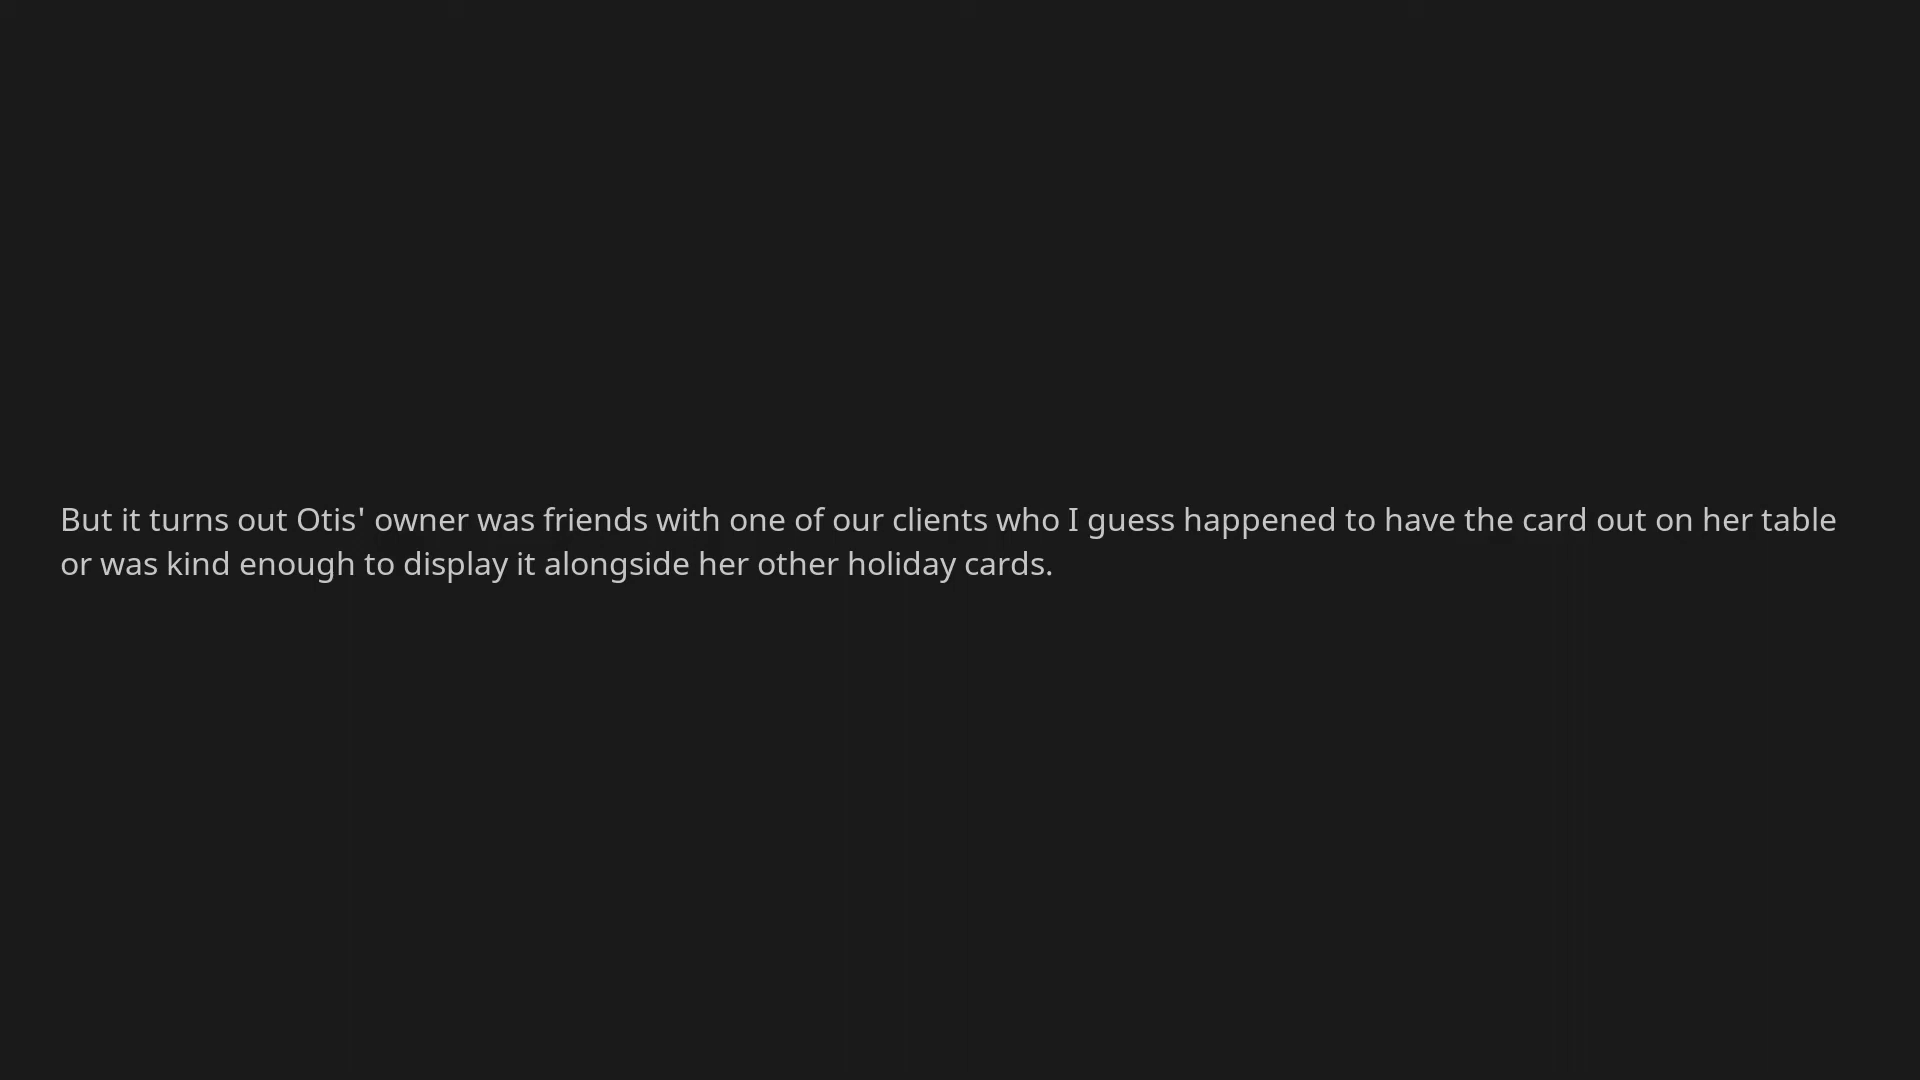 But it turns out Otis' owner was friends with one of our clients who I guess happened to have the card out on her table
or was kind enough to display it alongside her other holiday cards.